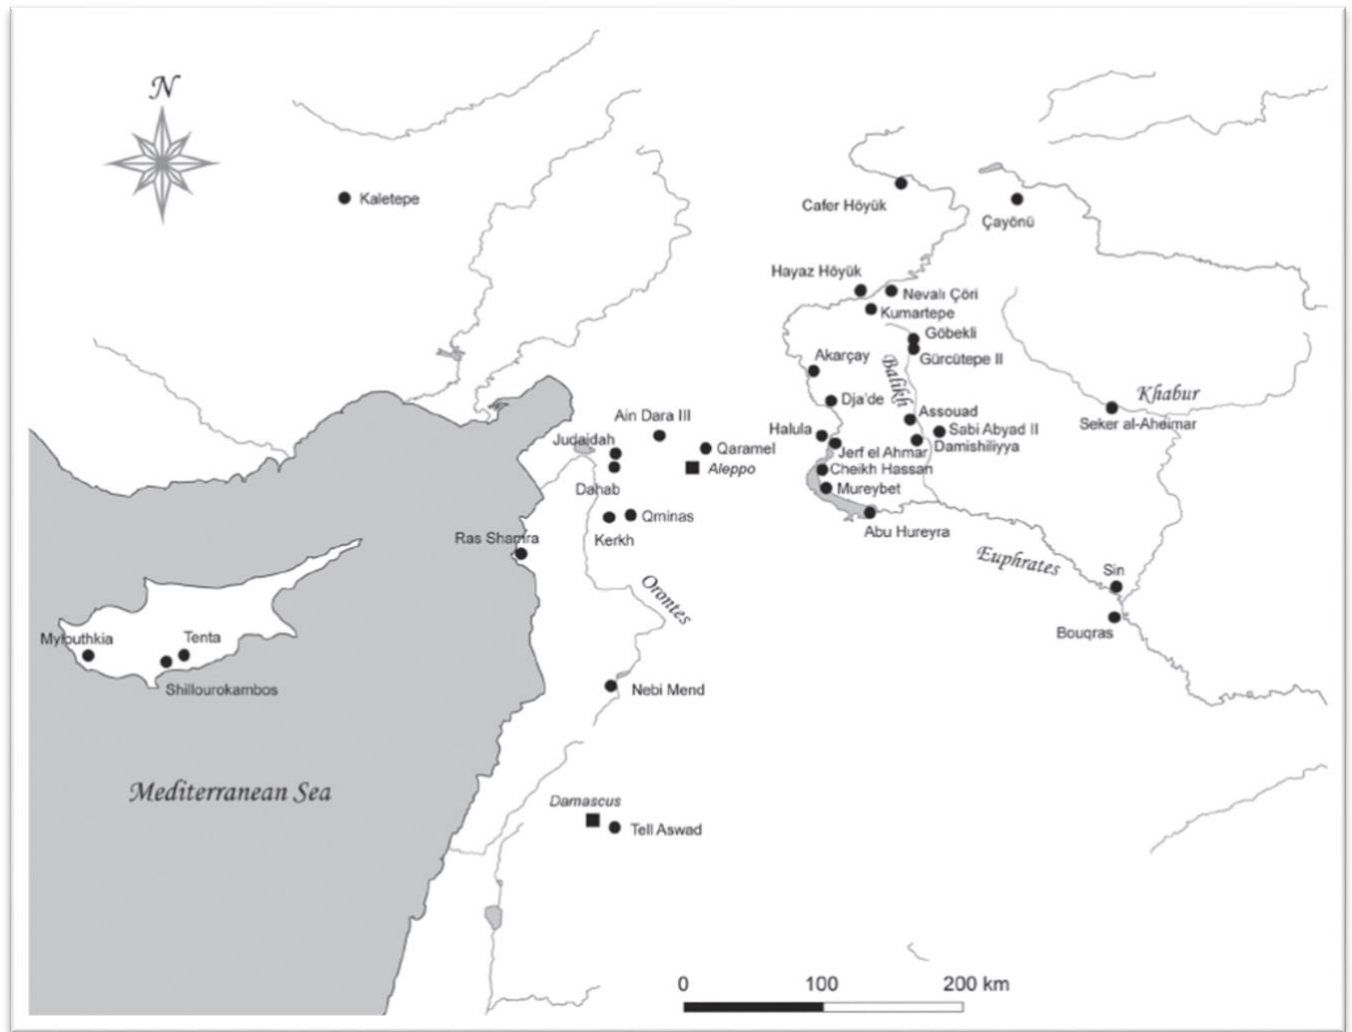 N
Kaletepe
Cafer Höyük
Çayönü
Hayaz Höyük
Nevalı Çöri
Kumartepe
Göbekli
Gürcütepe II
Akarçay
Balikh
Dja'de
Khabur
Assouad
Seker al-Aheimar
Ain Dara III
Halula
Sabi Abyad II
Judaidah
Qaramel
Jerf el Ahmar
Damishiliyya
Aleppo
Cheikh Hassan
Dahab
Mureybet
Qminas
Abu Hureyra
Ras Shamra
Kerkh
Euphrates
Sin
Orontes
Mylouthkia
Tenta
Bouqras
Shillourokambos
Nebi Mend
Mediterranean Sea
Damascus
Tell Aswad
0 100 200 km